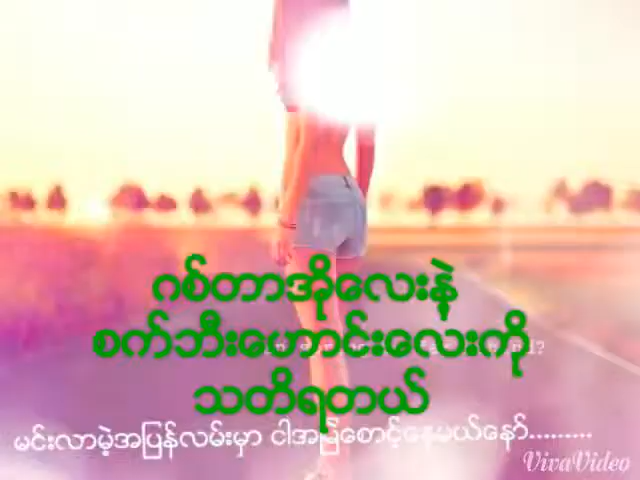 ဂစ်တာအိုလေးနဲ့
စက်ဘီးဟောင်းလေးကို
သတိရတယ်
မင်းလာမဲ့အပြန်လမ်းမှာ ငါအမြဲစောင့်နေမယ်နော်.........
VivaVideo